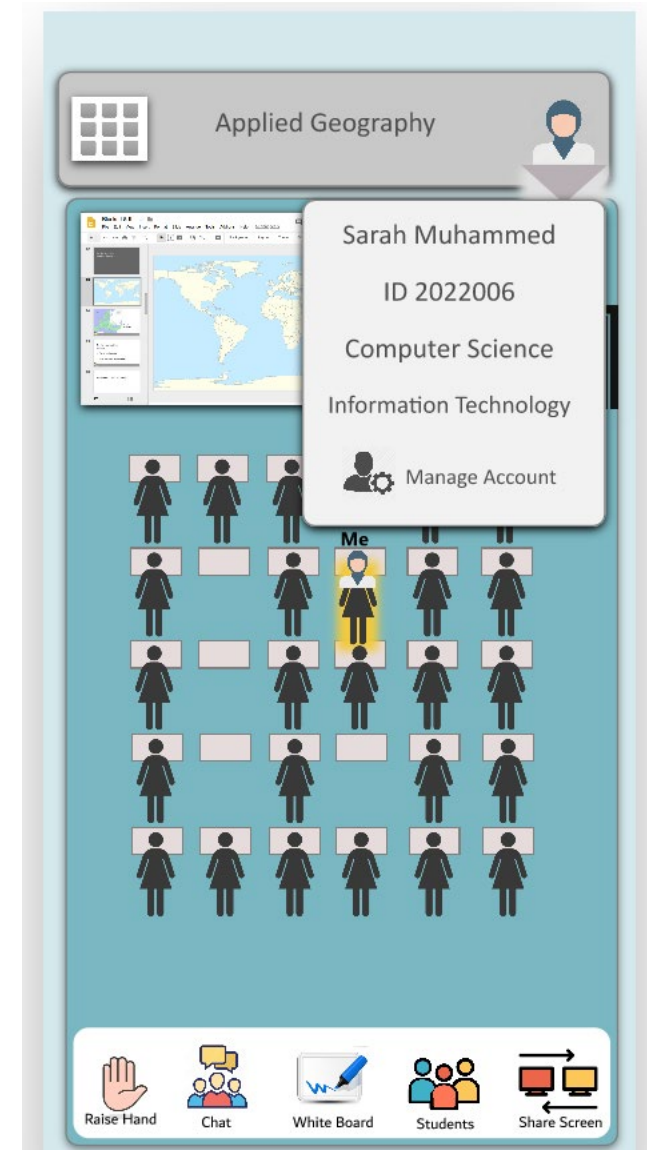 Applied Geography
Sarah Muhammed
ID 2022006
Computer Science
Information Technology
Manage Account
Me
Raise Hand
Chat
White Board
Students
Share Screen